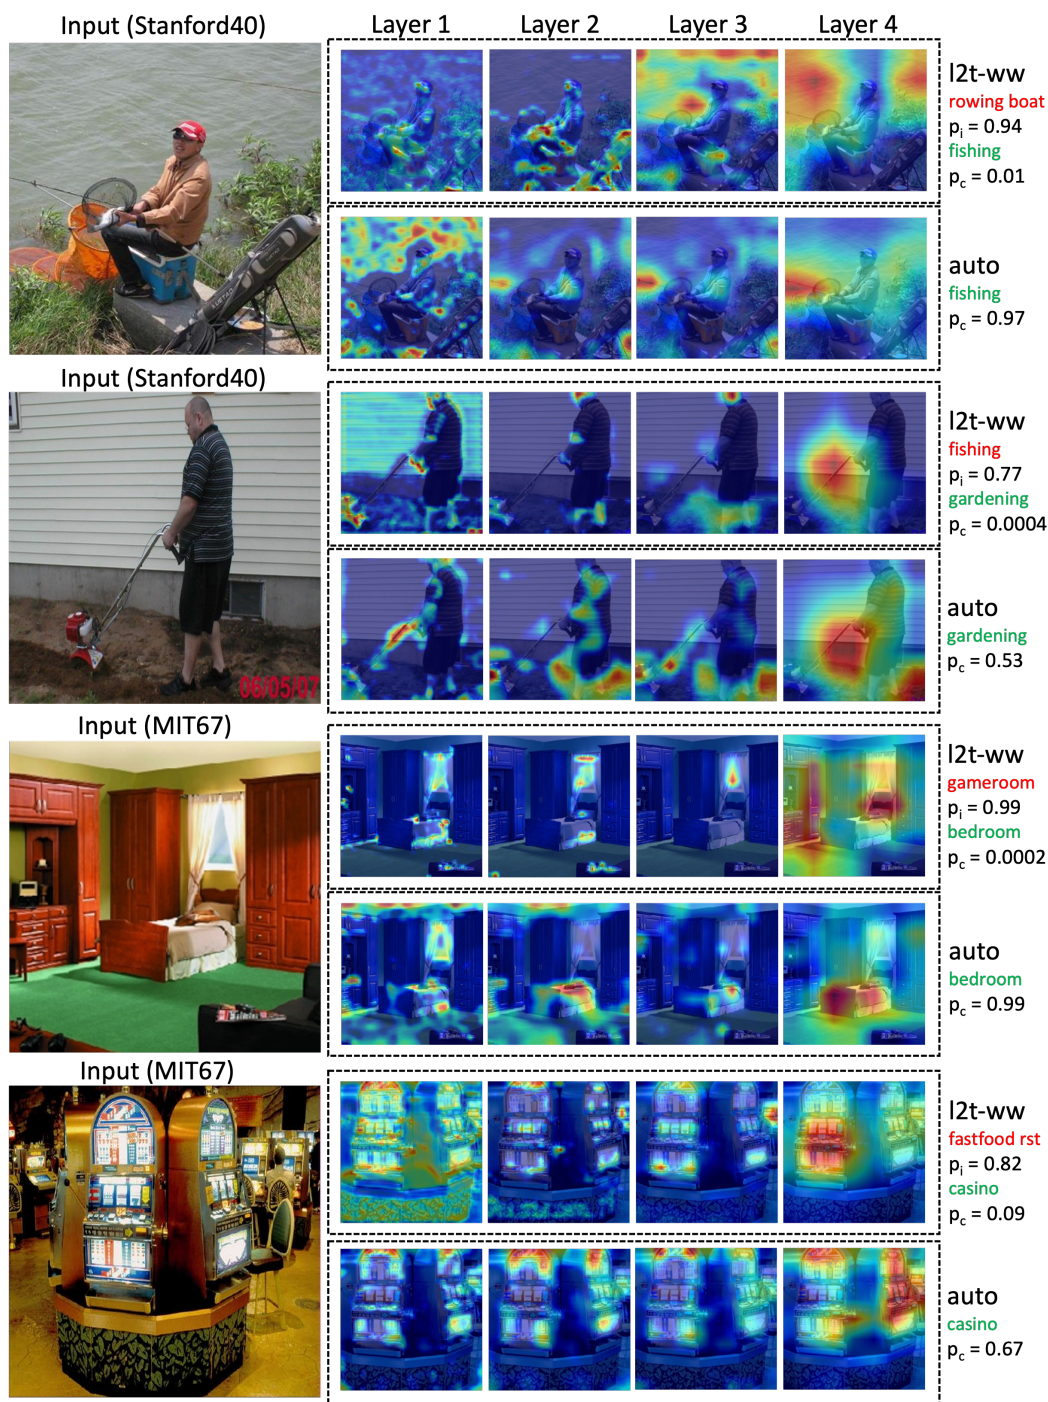 Input (Stanford40)
Layer 1 Layer 2 Layer 3 Layer 4
l2t-ww
rowing boat
pi = 0.94
fishing
pc = 0.01
auto
fishing
pc = 0.97
Input (Stanford40)
06/05/07
l2t-ww
fishing
pi = 0.77
gardening
pc = 0.0004
auto
gardening
pc = 0.53
Input (MIT67)
l2t-ww
gameroom
pi = 0.99
bedroom
pc = 0.0002
auto
bedroom
pc = 0.99
Input (MIT67)
l2t-ww
fastfood rst
pi = 0.82
casino
pc = 0.09
auto
casino
pc = 0.67